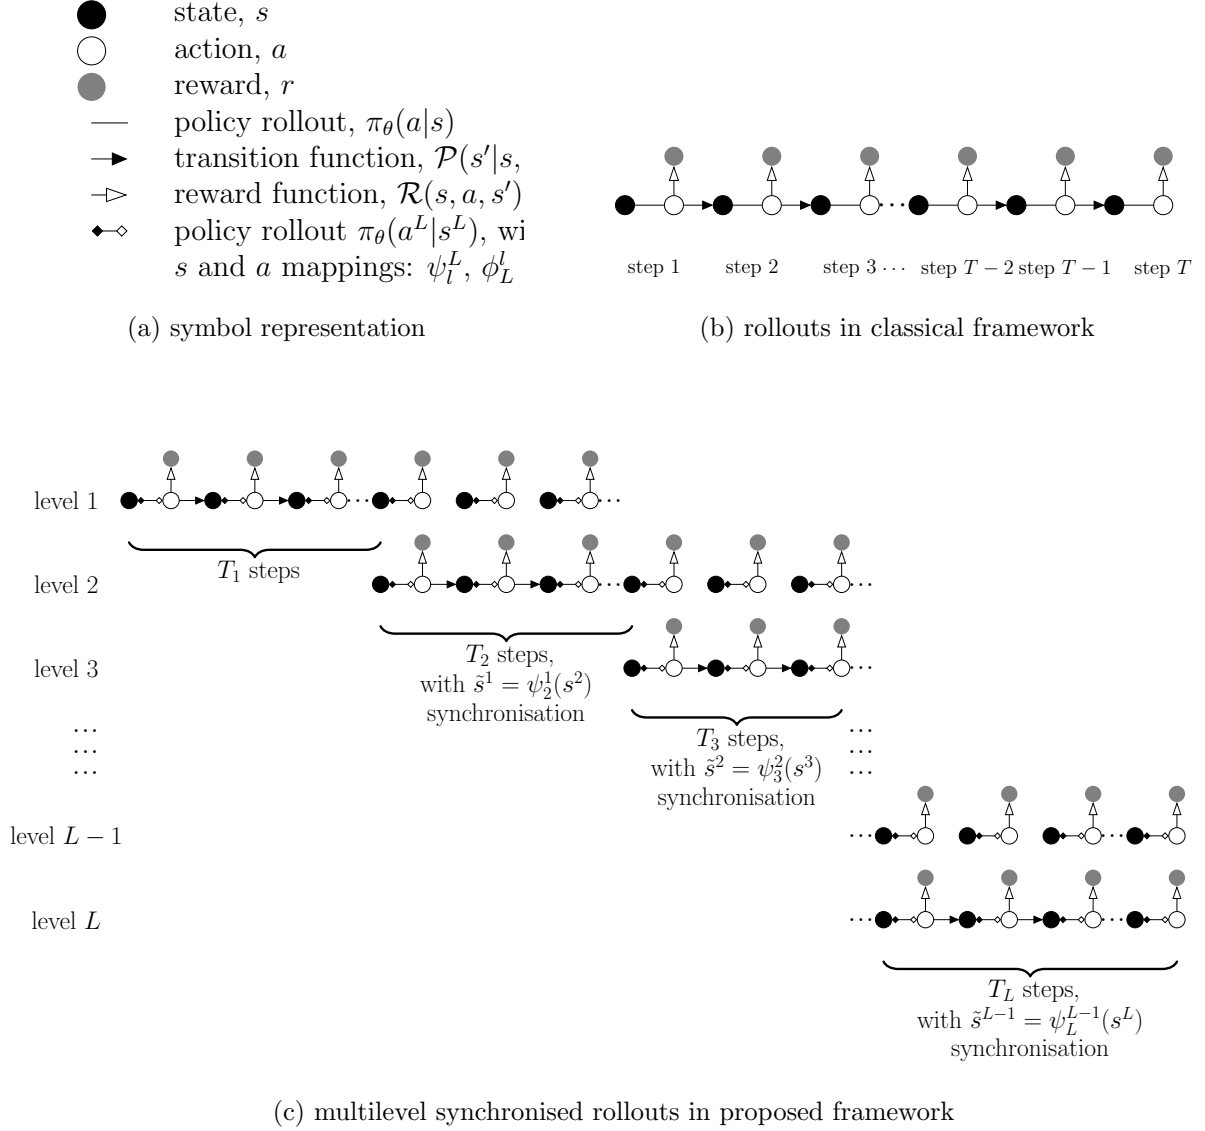 state, s
action, a
reward, r
policy rollout, π_θ(a|s)
transition function, 𝒫(s′|s,
reward function, ℛ(s, a, s′)
policy rollout π_θ(a^L|s^L), wi
s and a mappings: ψ_l^L, ϕ_L^l
(a) symbol representation
step 1 step 2 step 3 ⋯ step T − 2 step T − 1 step T
(b) rollouts in classical framework
level 1
T_1 steps
level 2
T_2 steps,
with s̃^1 = ψ_2^1(s^2)
synchronisation
level 3
T_3 steps,
with s̃^2 = ψ_3^2(s^3)
synchronisation
level L − 1
level L
T_L steps,
with s̃^{L−1} = ψ_L^{L−1}(s^L)
synchronisation
(c) multilevel synchronised rollouts in proposed framework